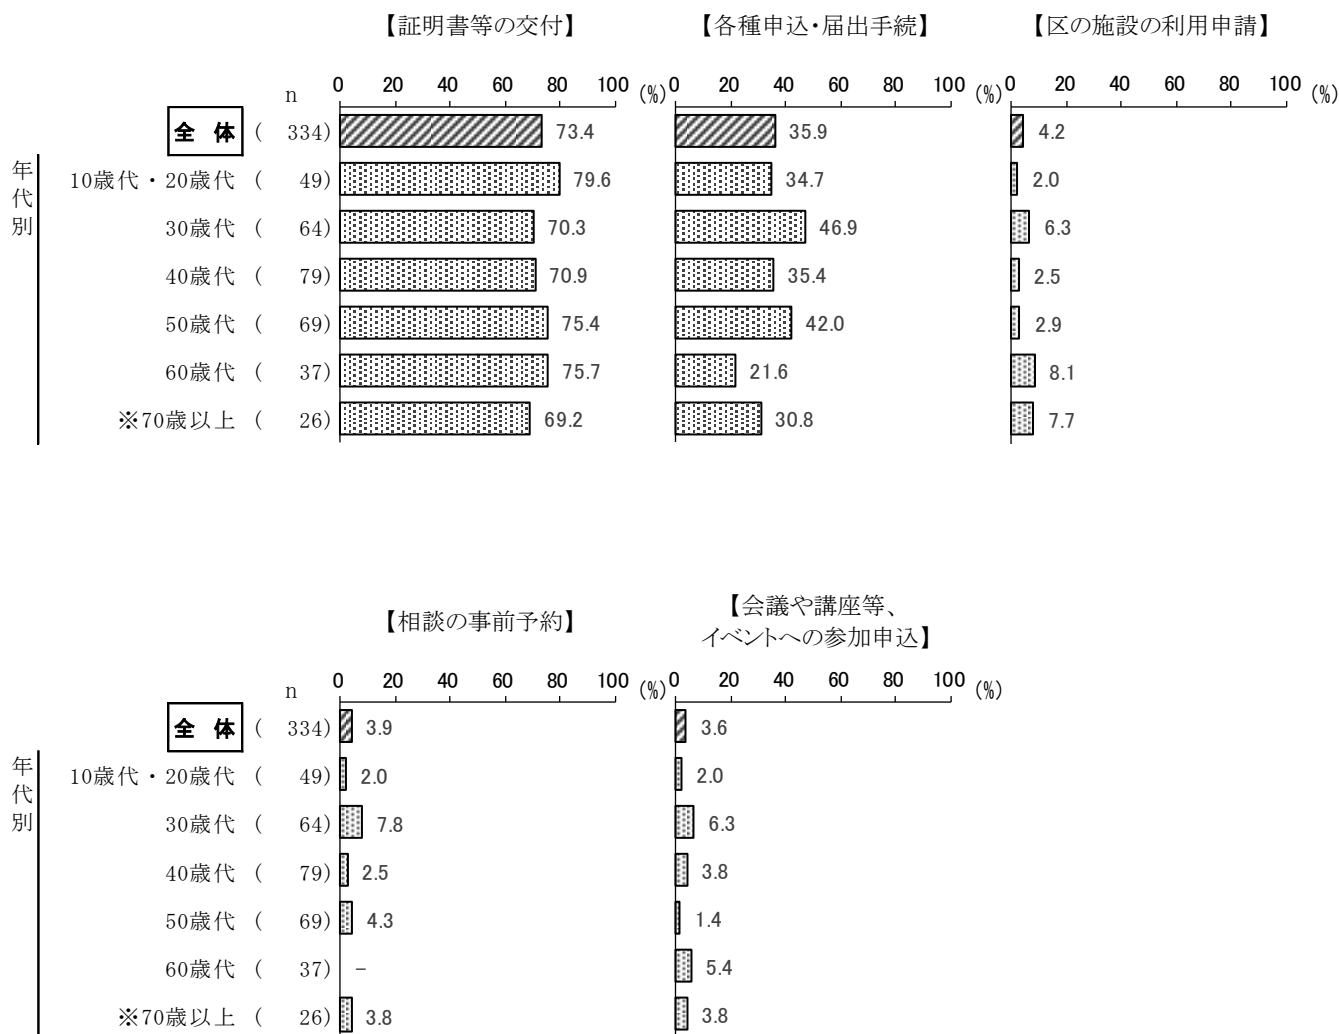 【証明書等の交付】 【各種申込・届出手続】 【区の施設の利用申請】
n 0 20 40 60 80 100 (%) 0 20 40 60 80 100 (%) 0 20 40 60 80 100 (%)
全 体 ( 334) 73.4 35.9 4.2
年代別
10歳代・20歳代 ( 49) 79.6 34.7 2.0
30歳代 ( 64) 70.3 46.9 6.3
40歳代 ( 79) 70.9 35.4 2.5
50歳代 ( 69) 75.4 42.0 2.9
60歳代 ( 37) 75.7 21.6 8.1
※70歳以上 ( 26) 69.2 30.8 7.7
【相談の事前予約】
【会議や講座等、
イベントへの参加申込】
n 0 20 40 60 80 100 (%) 0 20 40 60 80 100 (%)
全 体 ( 334) 3.9 3.6
年代別
10歳代・20歳代 ( 49) 2.0 2.0
30歳代 ( 64) 7.8 6.3
40歳代 ( 79) 2.5 3.8
50歳代 ( 69) 4.3 1.4
60歳代 ( 37) - 5.4
※70歳以上 ( 26) 3.8 3.8